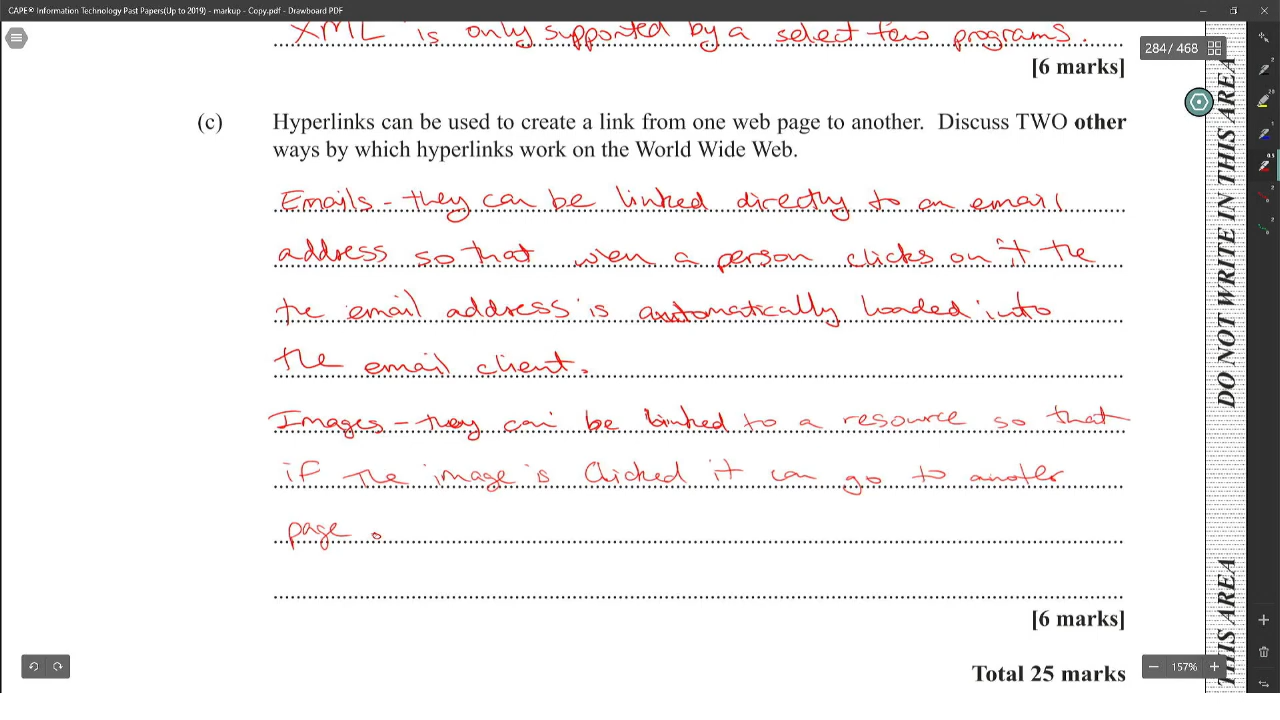 CAPE® Information Technology Past Papers(Up to 2019) - markup - Copy.pdf - Drawboard PDF
XML is only supported by a select few programs.
284 / 468
[6 marks]
(c) Hyperlinks can be used to create a link from one web page to another. Discuss TWO other
ways by which hyperlinks work on the World Wide Web.
Emails - they can be linked directly to an email
address so that wen a person clicks on it the
the email address is automatically loaded into
the email client.
Images - they can be linked to a resource so that
if the image is clicked it can go to anoter
page.
[6 marks]
Total 25 marks
157%
DO NOT WRITE IN THIS AREA
THIS AREA